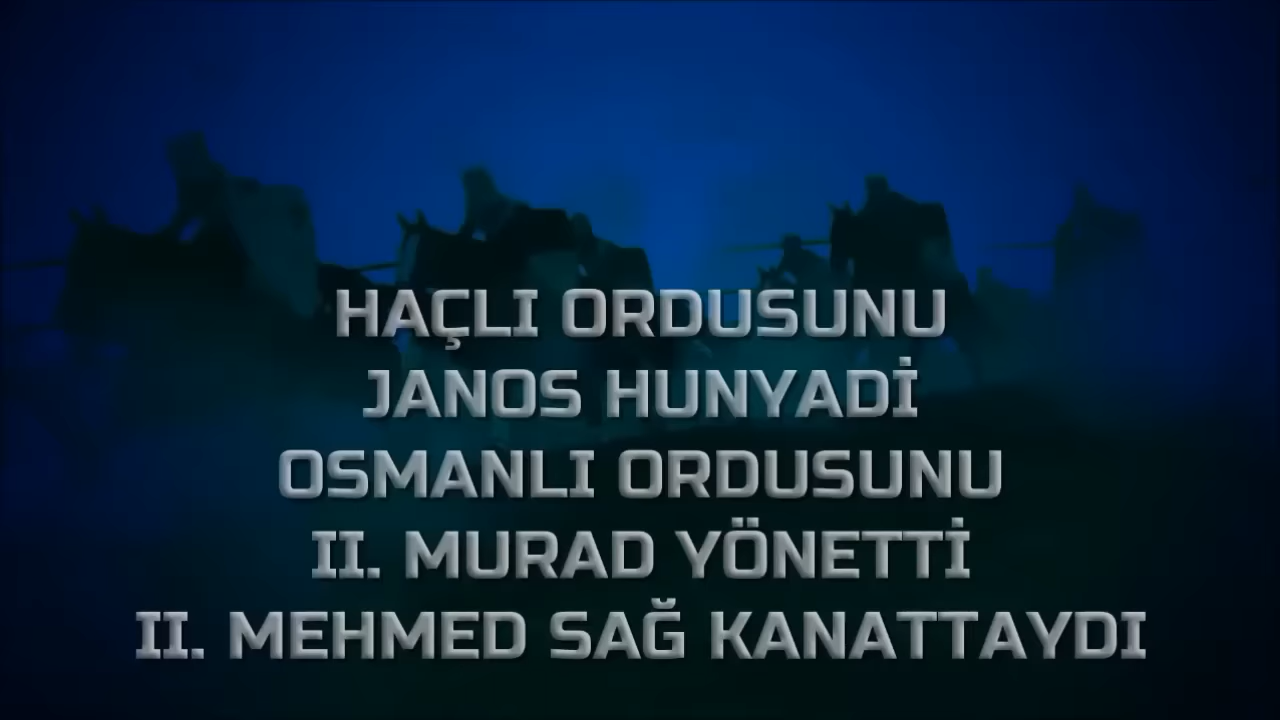 HAÇLI ORDUSUNU
JANOS HUNYADİ
OSMANLI ORDUSUNU
II. MURAD YÖNETTİ
II. MEHMED SAĞ KANATTAYDI